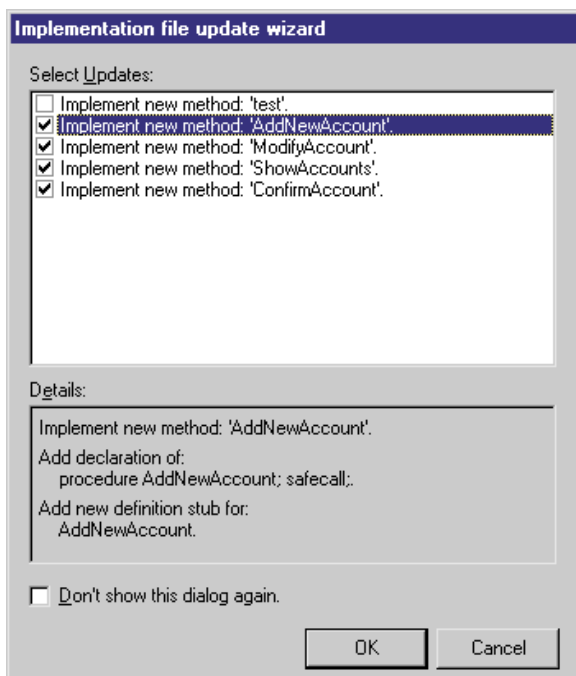 Implementation file update wizard
Select Updates:
Implement new method: 'test'.
Implement new method: 'AddNewAccount'.
Implement new method: 'ModifyAccount'.
Implement new method: 'ShowAccounts'.
Implement new method: 'ConfirmAccount'.
Details:
Implement new method: 'AddNewAccount'.
Add declaration of:
procedure AddNewAccount; safecall;.
Add new definition stub for:
AddNewAccount.
Don't show this dialog again.
OK
Cancel